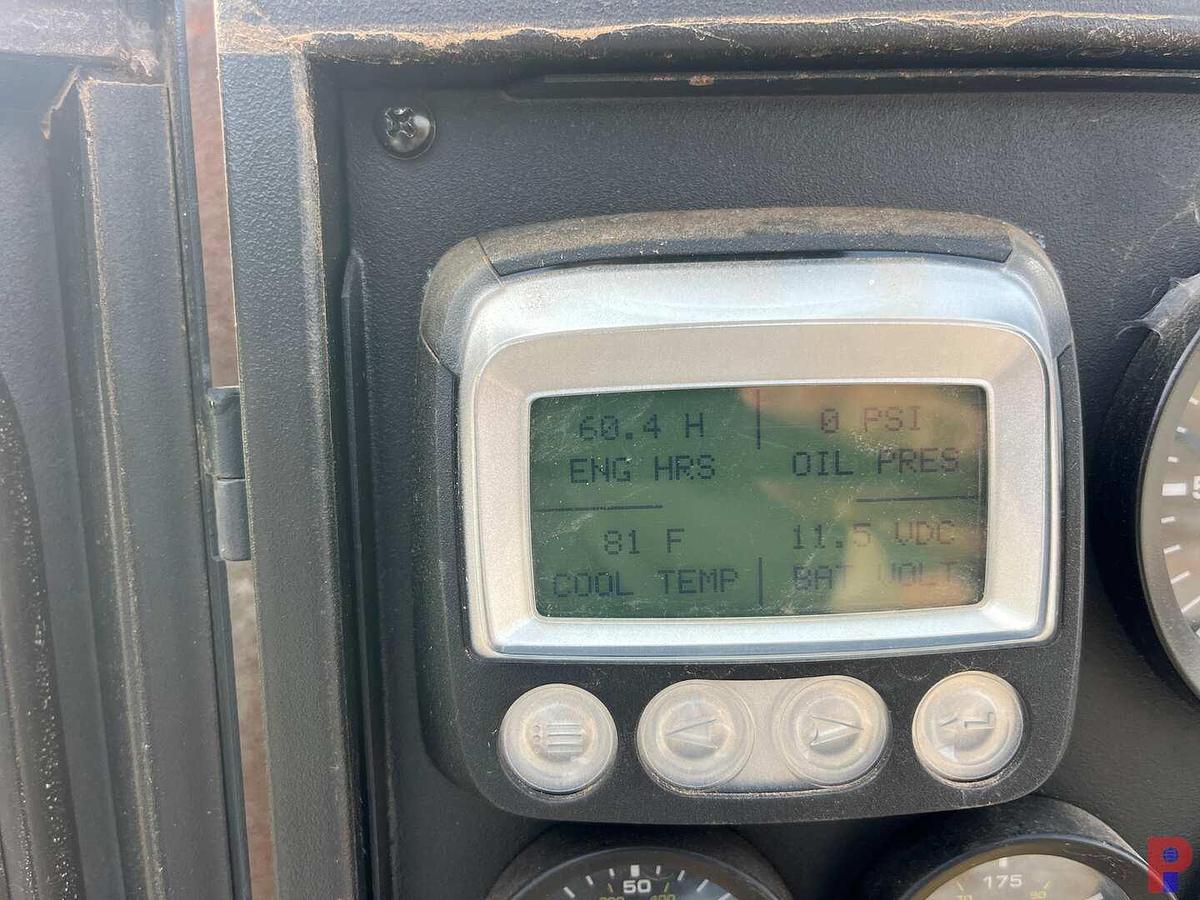 60.4 H
0 PSI
ENG HRS
OIL PRES
81 F
11.5 VDC
COOL TEMP
BAT VOLT
50
175